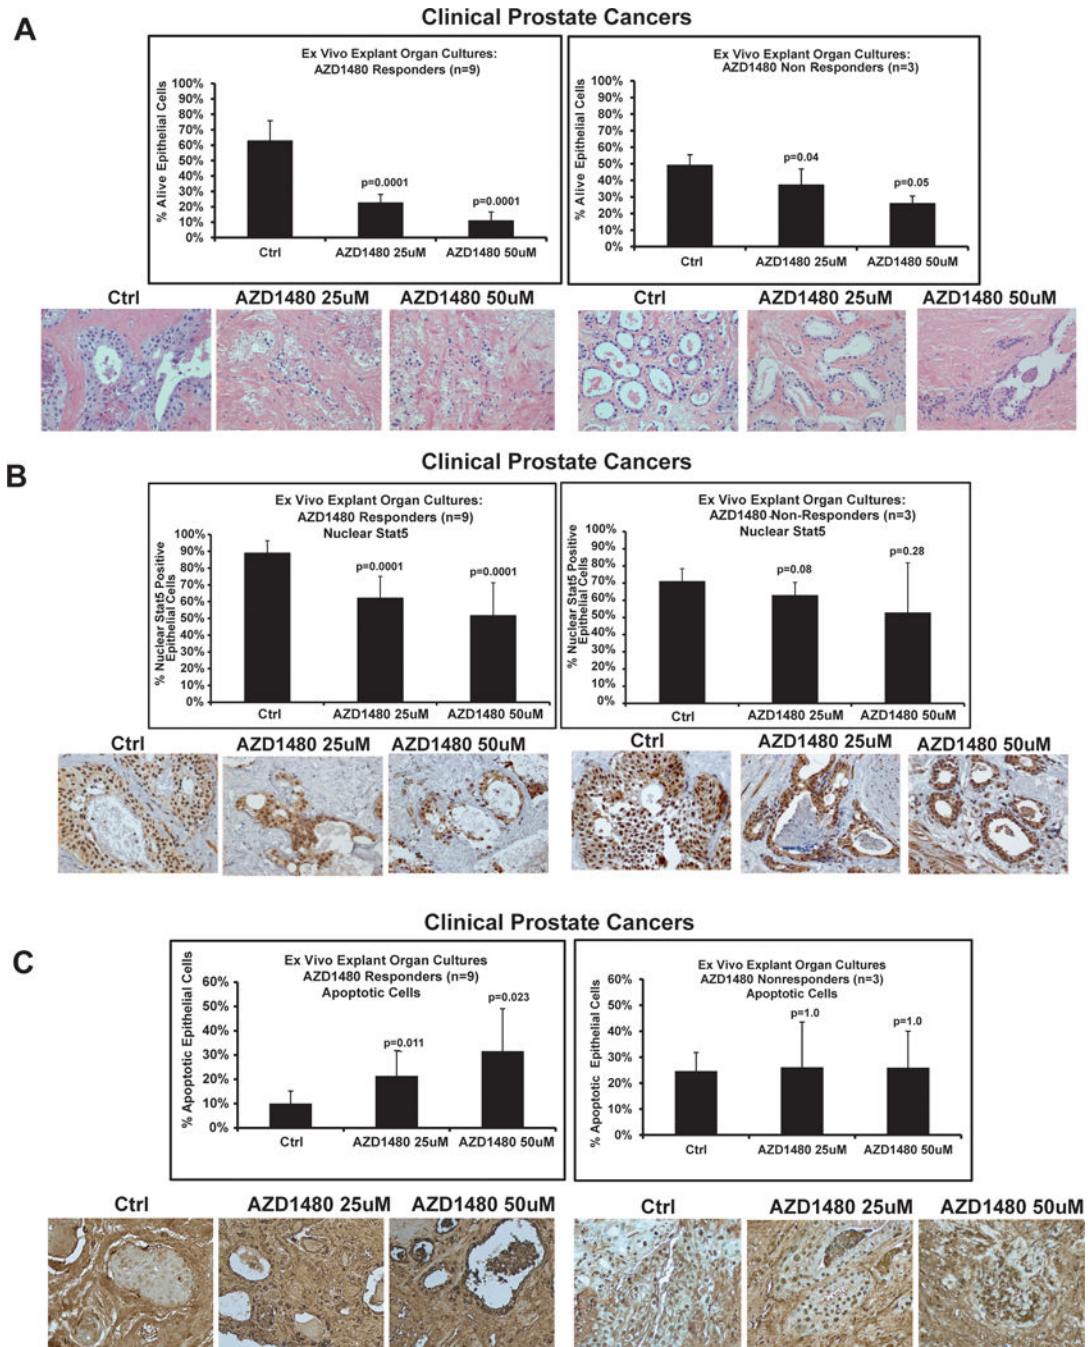 Clinical Prostate Cancers
A
Ex Vivo Explant Organ Cultures:
AZD1480 Responders (n=9)
% Alive Epithelial Cells
100%
90%
80%
70%
60%
50%
40%
30%
20%
10%
0%
p=0.0001
p=0.0001
Ctrl
AZD1480 25uM
AZD1480 50uM
Ex Vivo Explant Organ Cultures:
AZD1480 Non Responders (n=3)
% Alive Epithelial Cells
100%
90%
80%
70%
60%
50%
40%
30%
20%
10%
0%
p=0.04
p=0.05
Ctrl
AZD1480 25uM
AZD1480 50uM
Ctrl
AZD1480 25uM
AZD1480 50uM
Ctrl
AZD1480 25uM
AZD1480 50uM
Clinical Prostate Cancers
B
Ex Vivo Explant Organ Cultures:
AZD1480 Responders (n=9)
Nuclear Stat5
% Nuclear Stat5 Positive
Epithelial Cells
100%
90%
80%
70%
60%
50%
40%
30%
20%
10%
0%
p=0.0001
p=0.0001
Ctrl
AZD1480 25uM
AZD1480 50uM
Ex Vivo Explant Organ Cultures:
AZD1480 Non-Responders (n=3)
Nuclear Stat5
% Nuclear Stat5 Positive
Epithelial Cells
100%
90%
80%
70%
60%
50%
40%
30%
20%
10%
0%
p=0.08
p=0.28
Ctrl
AZD1480 25uM
AZD1480 50uM
Ctrl
AZD1480 25uM
AZD1480 50uM
Ctrl
AZD1480 25uM
AZD1480 50uM
Clinical Prostate Cancers
C
Ex Vivo Explant Organ Cultures
AZD1480 Responders (n=9)
Apoptotic Cells
% Apoptotic Epithelial Cells
60%
50%
40%
30%
20%
10%
0%
p=0.011
p=0.023
Ctrl
AZD1480 25uM
AZD1480 50uM
Ex Vivo Explant Organ Cultures
AZD1480 Nonresponders (n=3)
Apoptotic Cells
% Apoptotic Epithelial Cells
60%
50%
40%
30%
20%
10%
0%
p=1.0
p=1.0
Ctrl
AZD1480 25uM
AZD1480 50uM
Ctrl
AZD1480 25uM
AZD1480 50uM
Ctrl
AZD1480 25uM
AZD1480 50uM